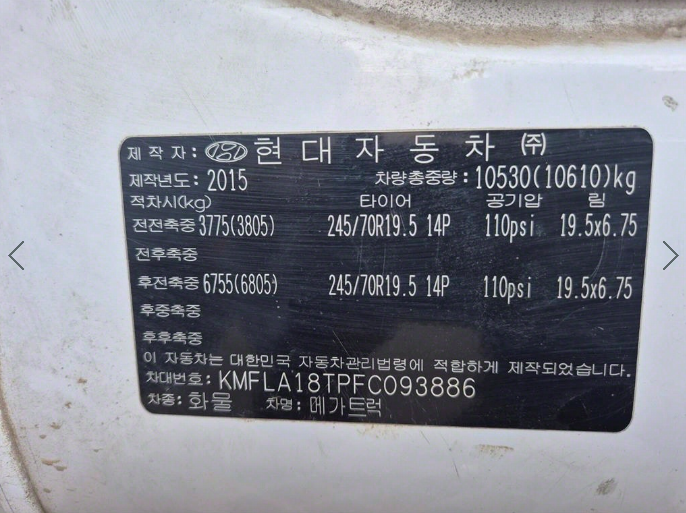 제작자: 현대자동차 ㈜
제작년도: 2015 차량총중량: 10530(10610)kg
적차시(kg) 타이어 공기압 림
전전축중 3775(3805) 245/70R19.5 14P 110psi 19.5x6.75
전후축중
후전축중 6755(6805) 245/70R19.5 14P 110psi 19.5x6.75
후중축중
후후축중
이 자동차는 대한민국 자동차관리법령에 적합하게 제작되었습니다.
차대번호: KMFLA18TPFC093886
차종: 화물 차명: 메가트럭